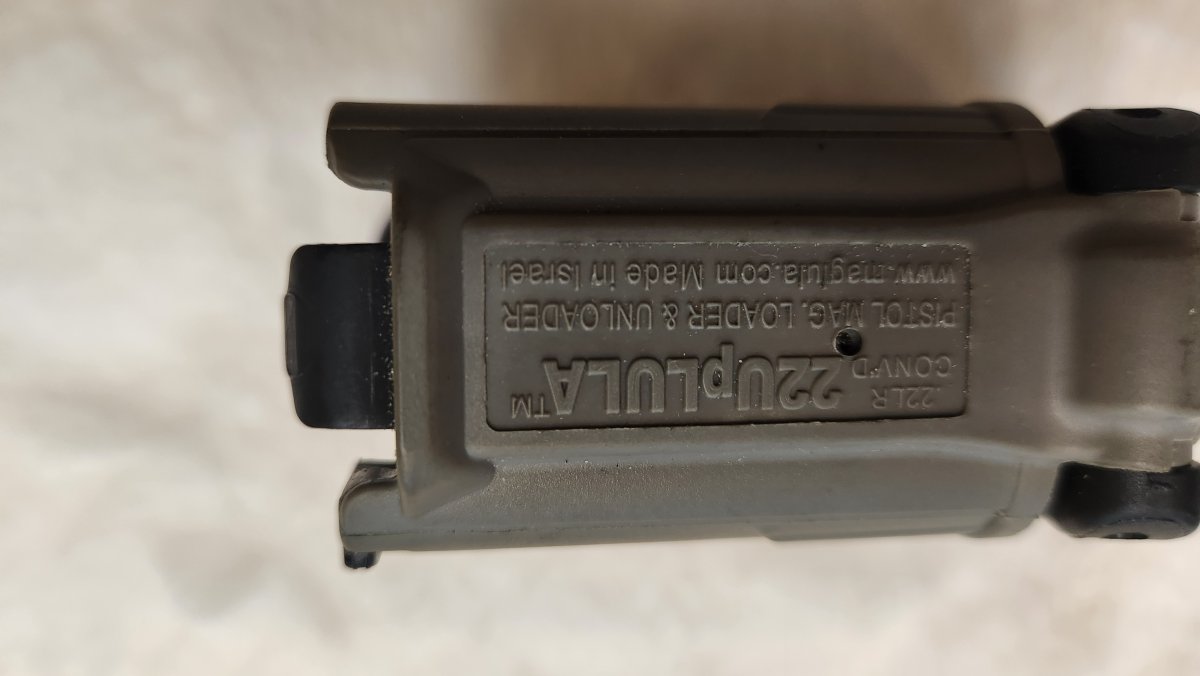 .22LR
CONV'D 22UpLULA™
PISTOL MAG. LOADER & UNLOADER
www.maglula.com Made in Israel